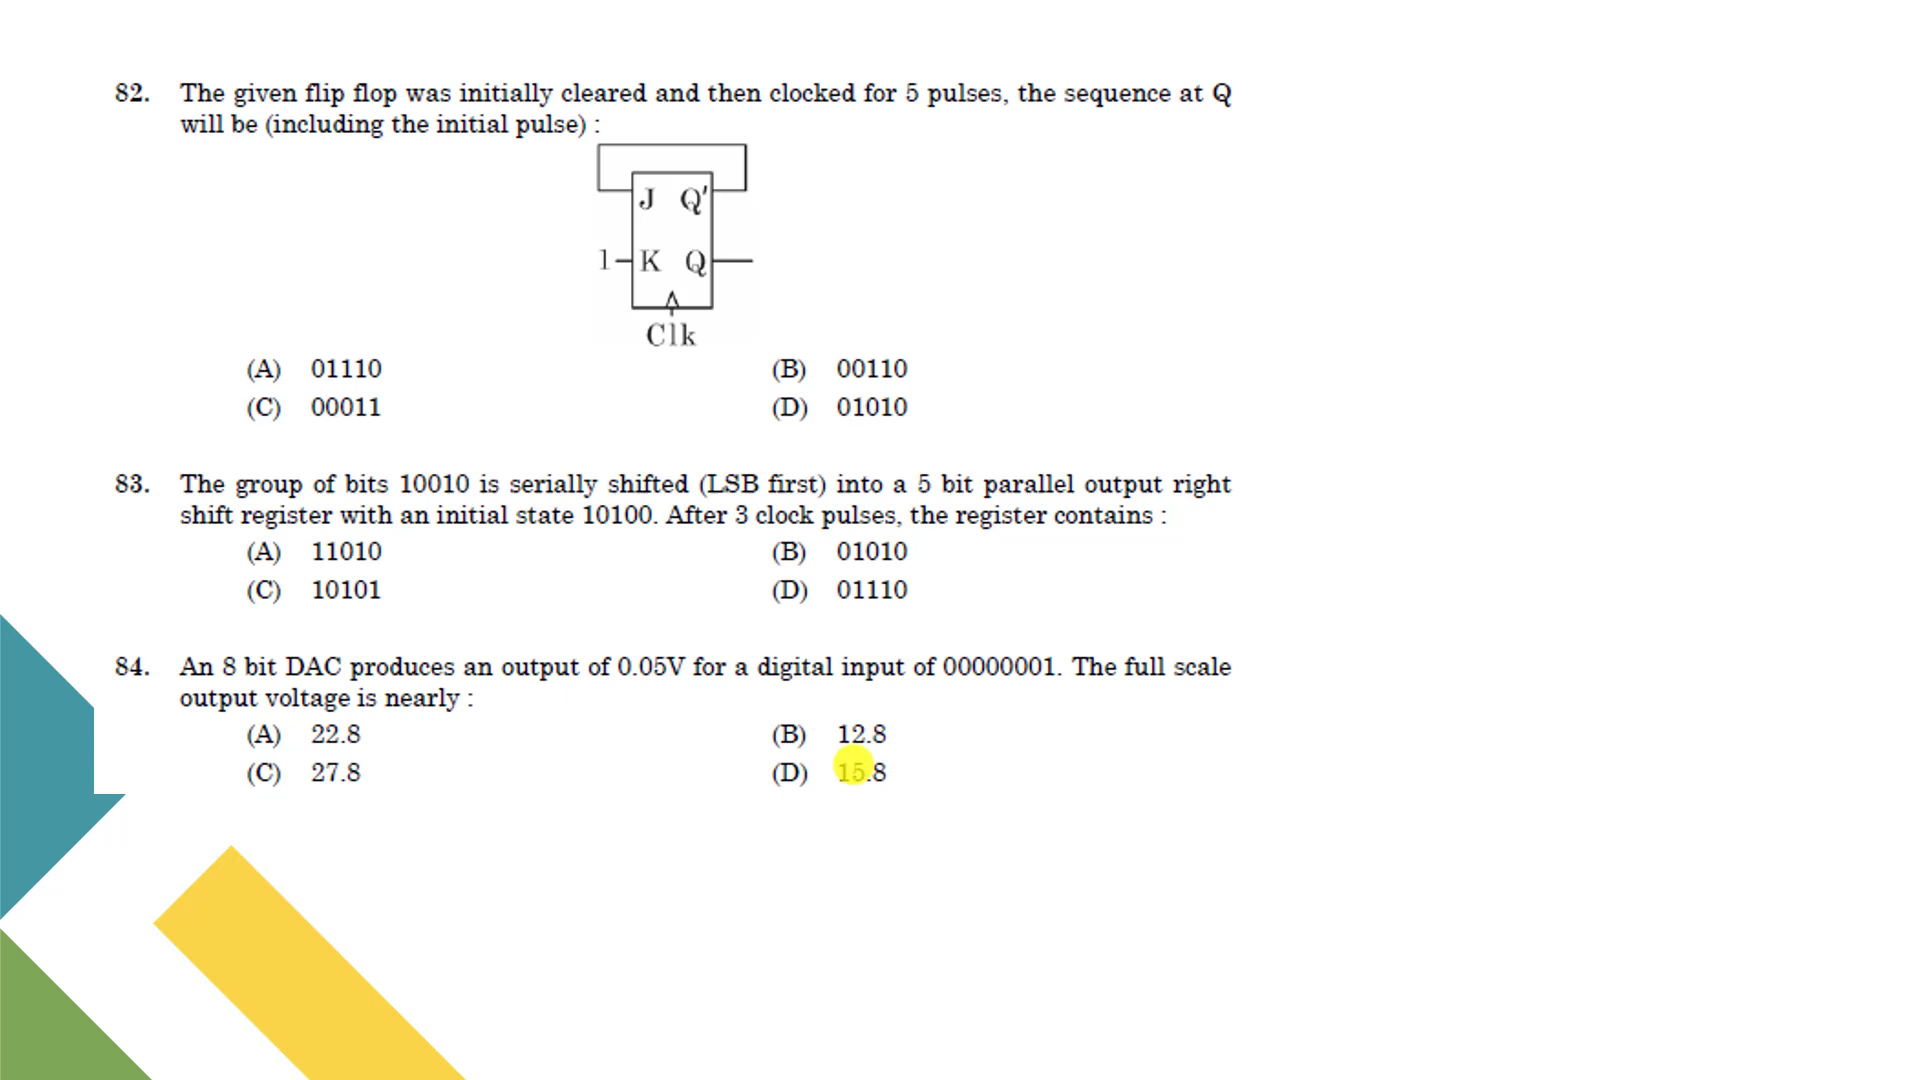 82. The given flip flop was initially cleared and then clocked for 5 pulses, the sequence at Q
will be (including the initial pulse) :
J Q'
1 K Q
Clk
(A) 01110 (B) 00110
(C) 00011 (D) 01010
83. The group of bits 10010 is serially shifted (LSB first) into a 5 bit parallel output right
shift register with an initial state 10100. After 3 clock pulses, the register contains :
(A) 11010 (B) 01010
(C) 10101 (D) 01110
84. An 8 bit DAC produces an output of 0.05V for a digital input of 00000001. The full scale
output voltage is nearly :
(A) 22.8 (B) 12.8
(C) 27.8 (D) 15.8